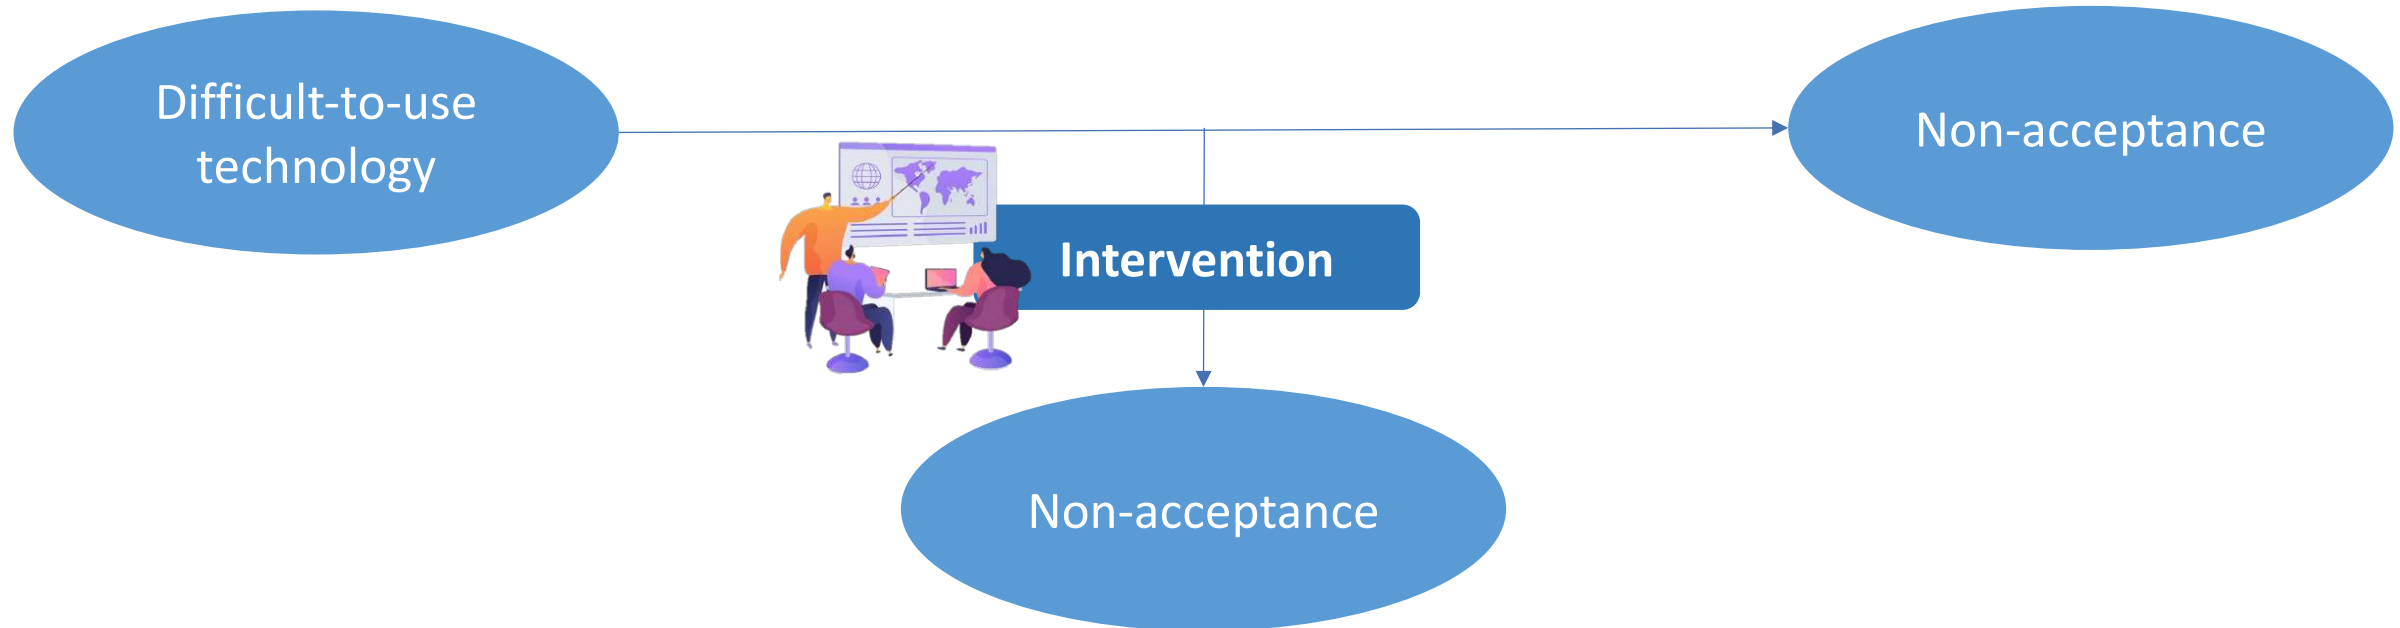 Difficult-to-use
technology
Non-acceptance
Intervention
Non-acceptance